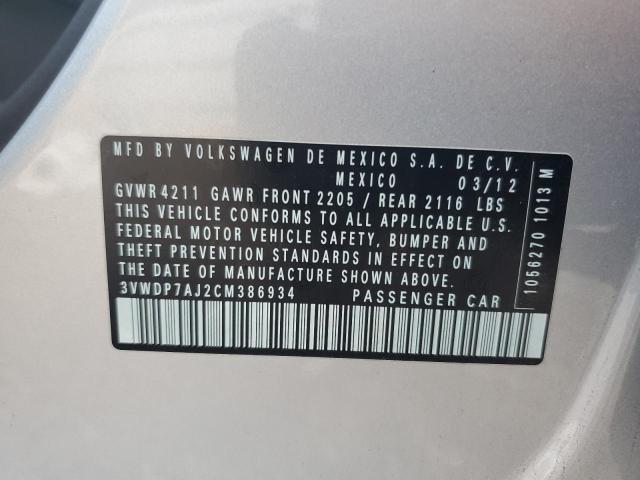 MFD BY VOLKSWAGEN DE MEXICO S.A. DE C.V.
MEXICO 03/12
GVWR 4211 GAWR FRONT 2205 / REAR 2116 LBS
THIS VEHICLE CONFORMS TO ALL APPLICABLE U.S.
FEDERAL MOTOR VEHICLE SAFETY, BUMPER AND
THEFT PREVENTION STANDARDS IN EFFECT ON
THE DATE OF MANUFACTURE SHOWN ABOVE.
3VWDP7AJ2CM386934 PASSENGER CAR
1056270 1013 M